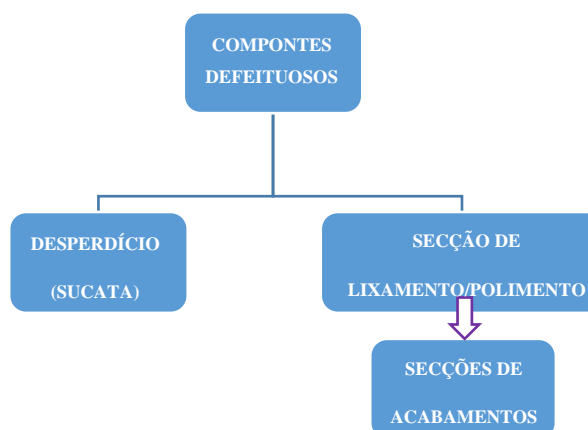 COMPONTES
DEFEITUOSOS
DESPERDÍCIO
(SUCATA)
SECÇÃO DE
LIXAMENTO/POLIMENTO
SECÇÕES DE
ACABAMENTOS